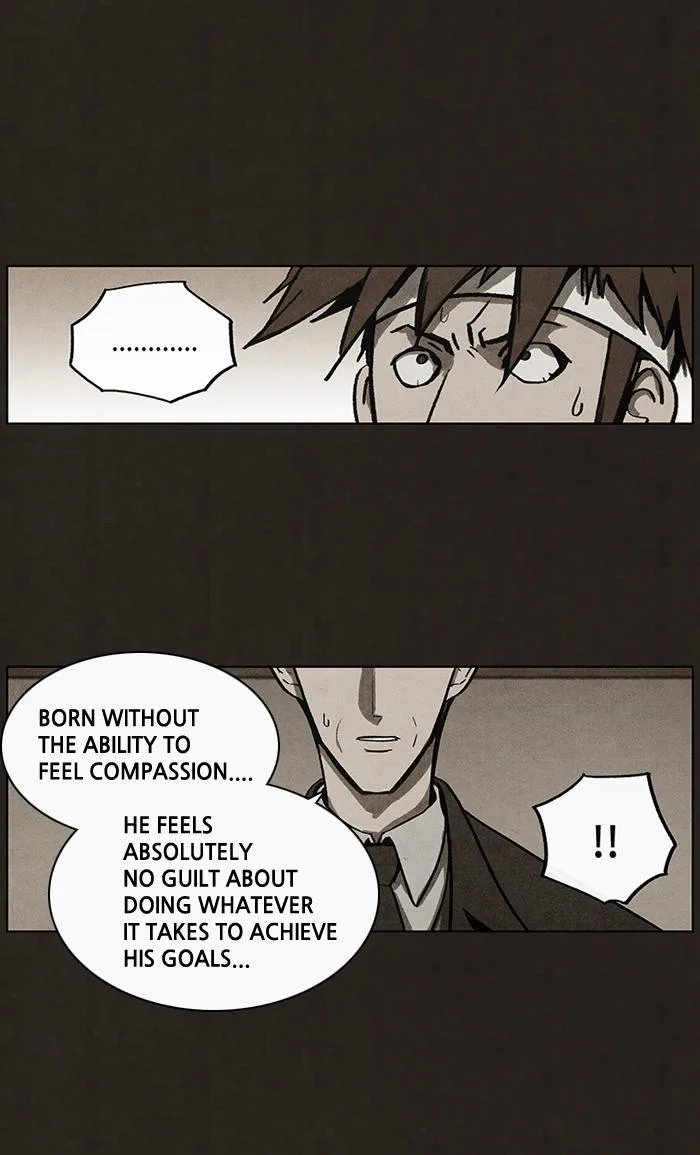 ............
BORN WITHOUT
THE ABILITY TO
FEEL COMPASSION....
HE FEELS
ABSOLUTELY
NO GUILT ABOUT
DOING WHATEVER
IT TAKES TO ACHIEVE
HIS GOALS...
!!